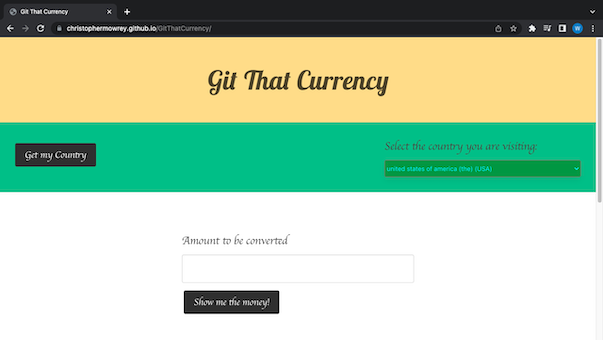 Git That Currency
christophermowrey.github.io/GitThatCurrency/
W
Git That Currency
Get my Country
Select the country you are visiting:
united states of america (the) (USA)
Amount to be converted
Show me the money!